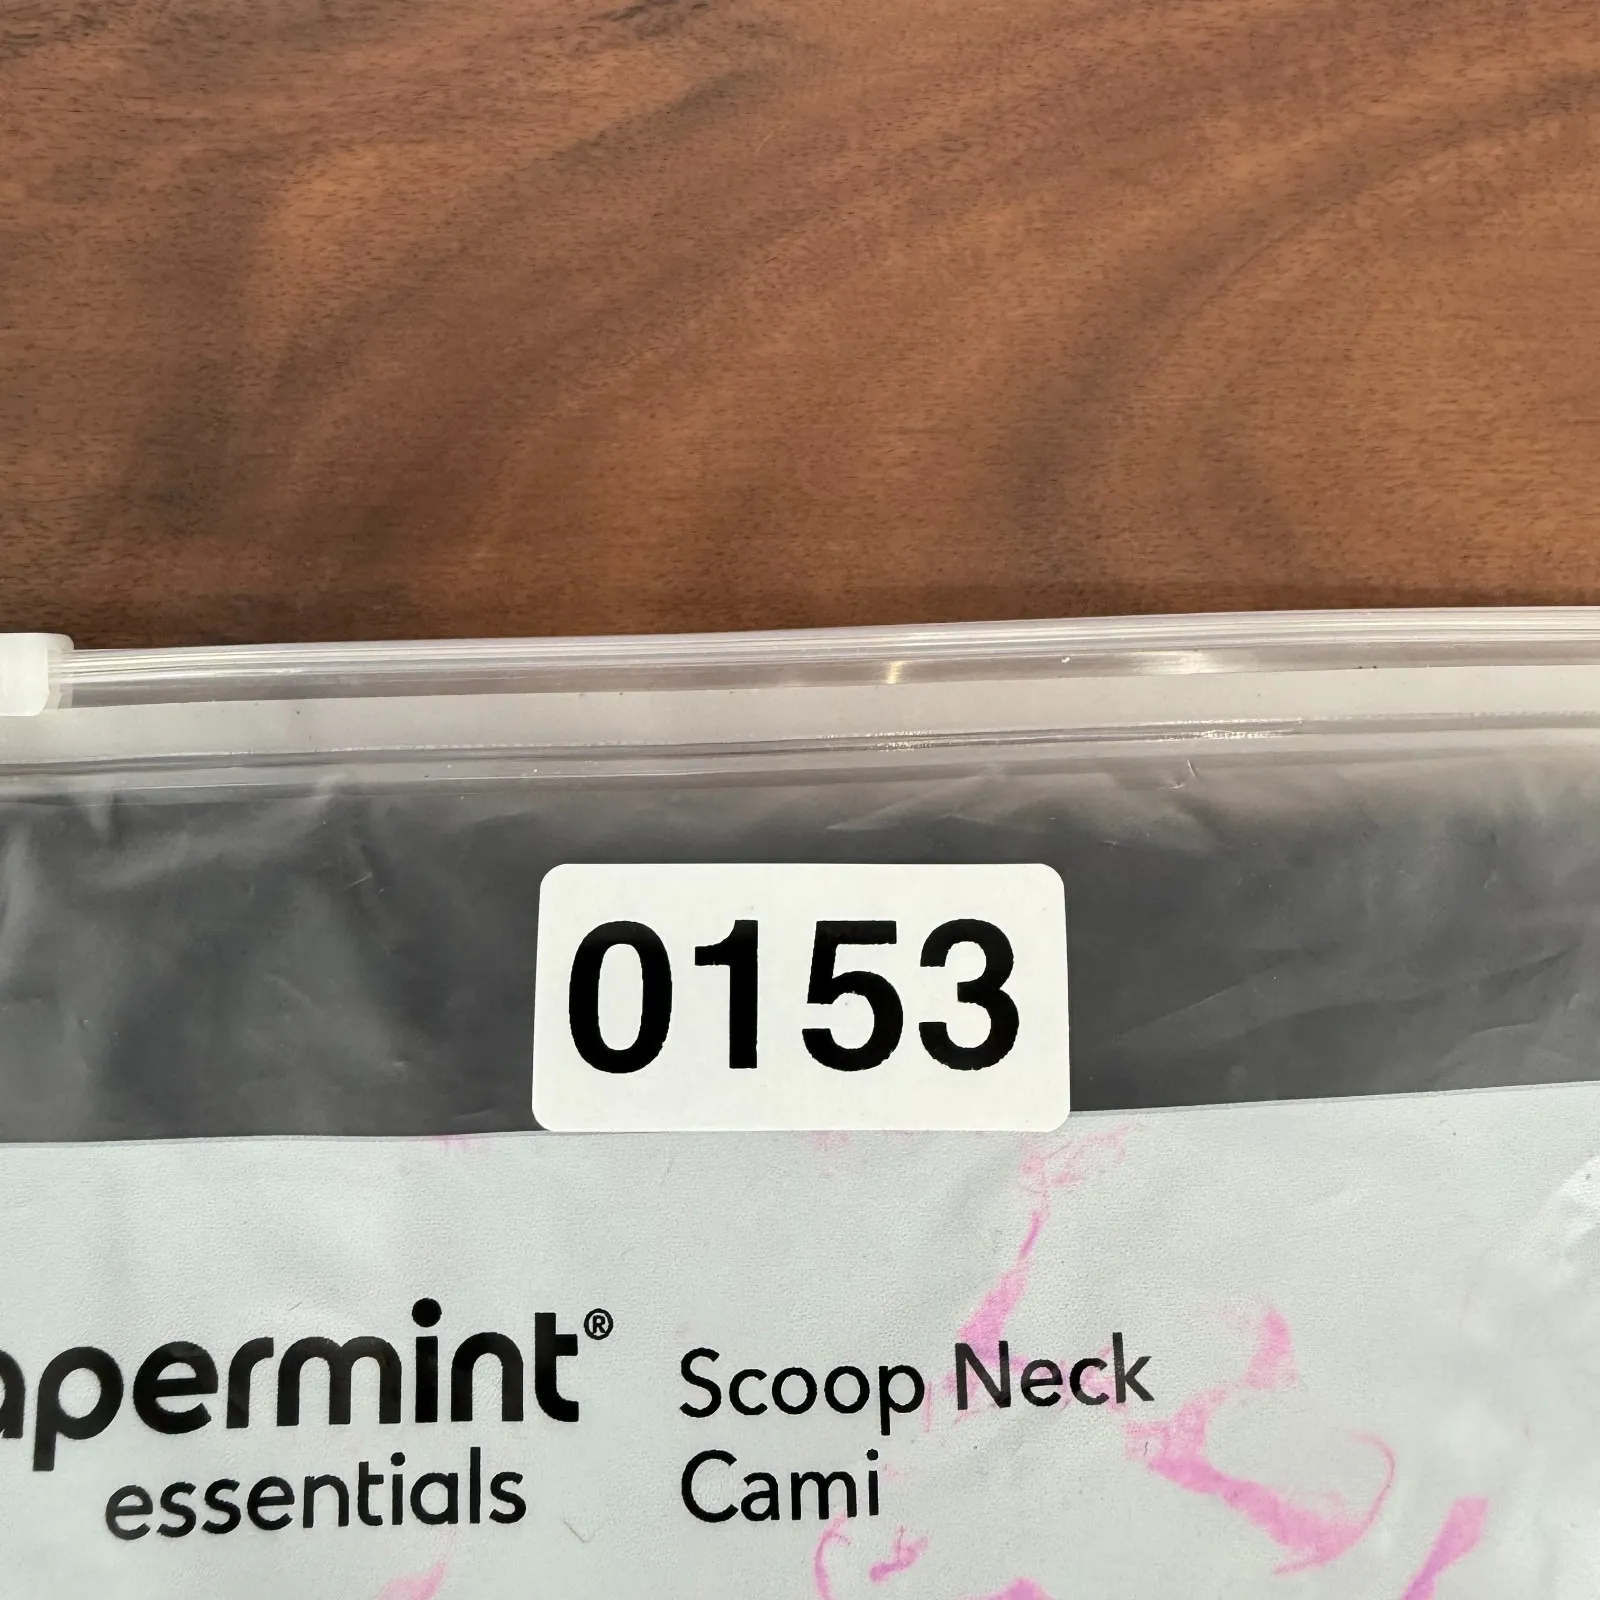 0153
apermint®
Scoop Neck
Cami
essentials